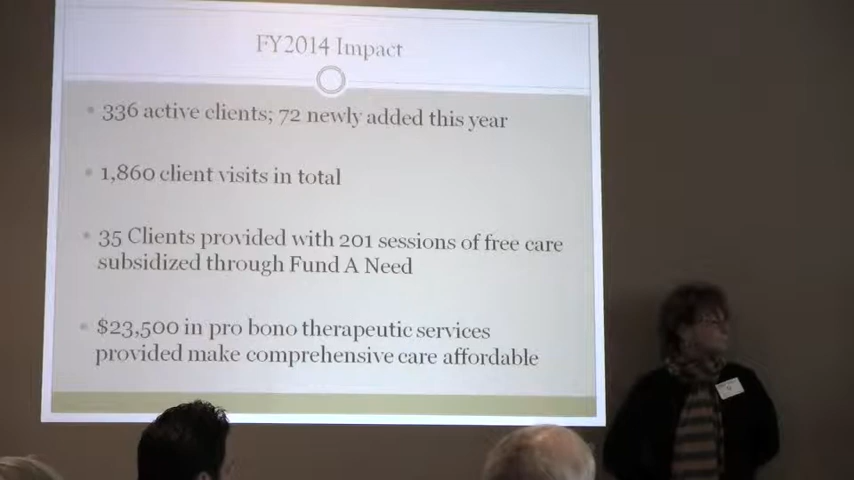 FY2014 Impact
336 active clients; 72 newly added this year
1,860 client visits in total
35 Clients provided with 201 sessions of free care
subsidized through Fund A Need
$23,500 in pro bono therapeutic services
provided make comprehensive care affordable